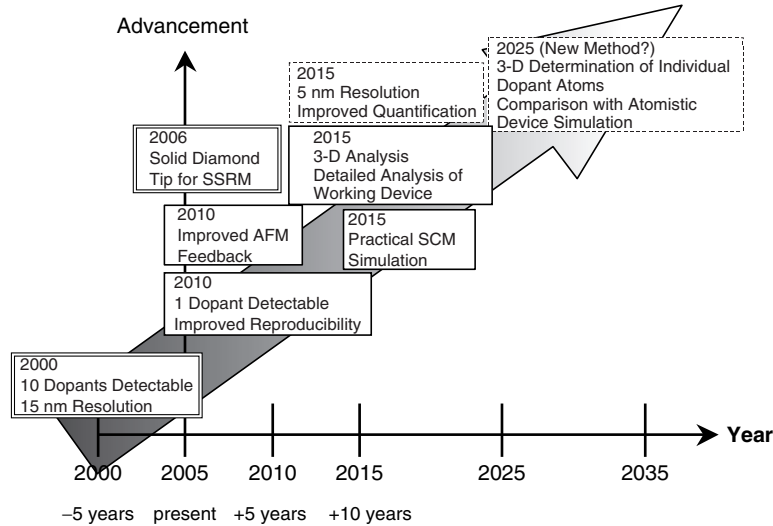 Advancement
2025 (New Method?)
3-D Determination of Individual
Dopant Atoms
Comparison with Atomistic
Device Simulation
2015
5 nm Resolution
Improved Quantification
2006
Solid Diamond
Tip for SSRM
2015
3-D Analysis
Detailed Analysis of
Working Device
2010
Improved AFM
Feedback
2015
Practical SCM
Simulation
2010
1 Dopant Detectable
Improved Reproducibility
2000
10 Dopants Detectable
15 nm Resolution
Year
2000 2005 2010 2015 2025 2035
–5 years present +5 years +10 years